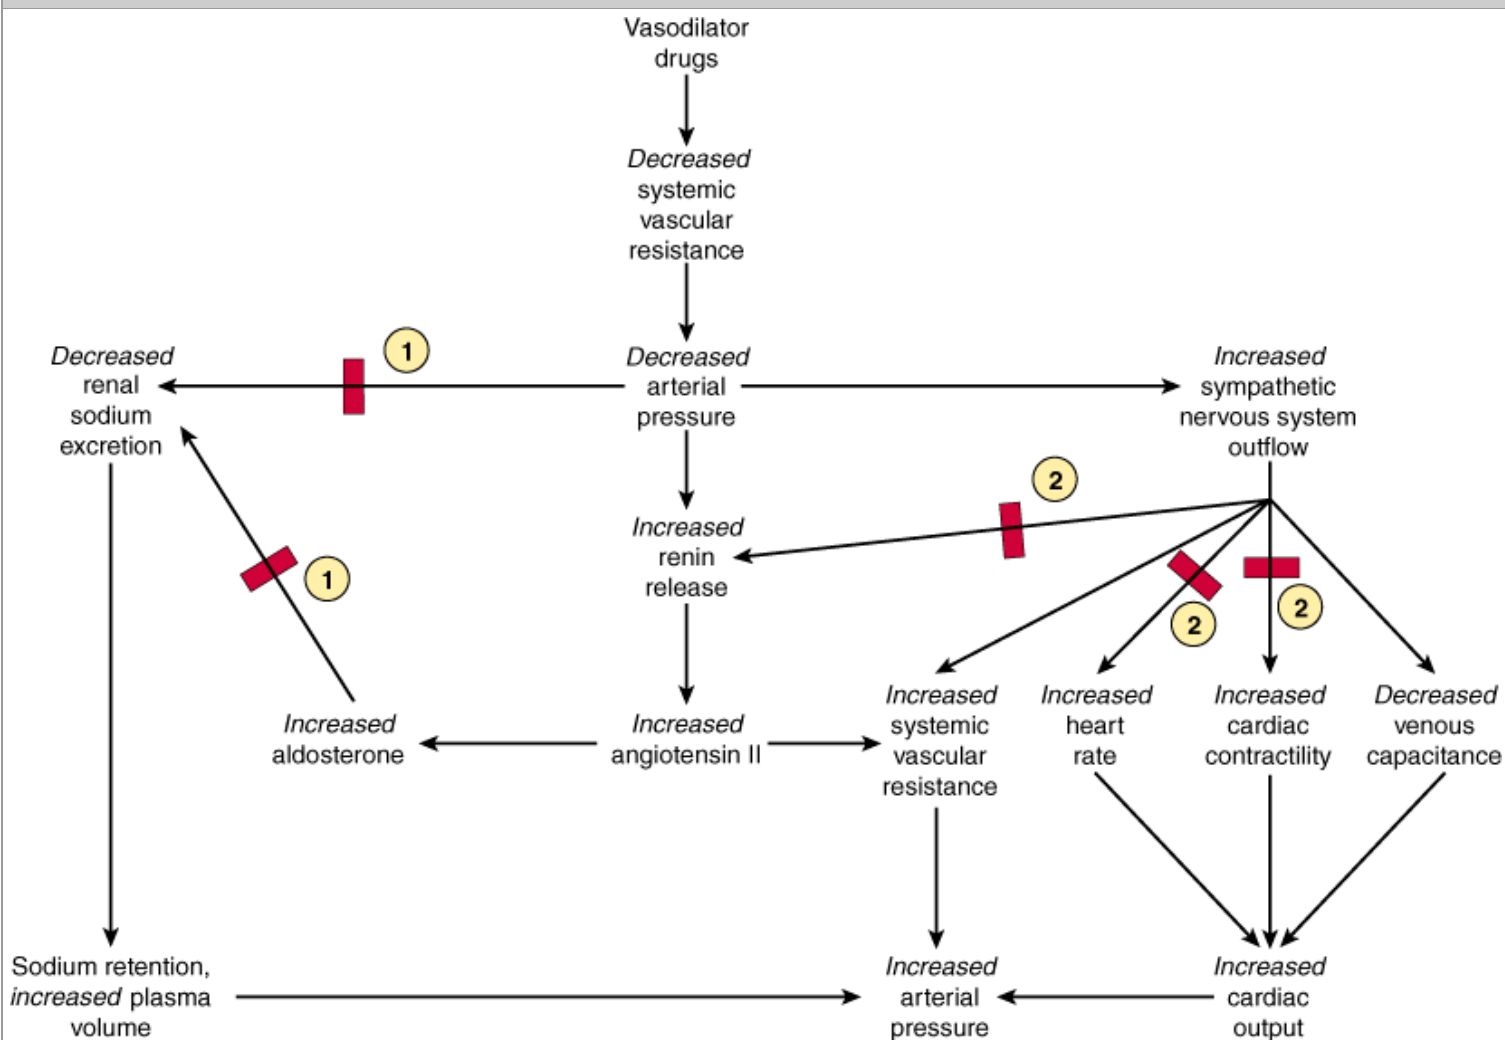 Vasodilator
drugs
Decreased
systemic
vascular
resistance
Decreased
renal
sodium
excretion
1
Decreased
arterial
pressure
Increased
sympathetic
nervous system
outflow
2
Increased
renin
release
1
2
2
Increased
aldosterone
Increased
angiotensin II
Increased
systemic
vascular
resistance
Increased
heart
rate
Increased
cardiac
contractility
Decreased
venous
capacitance
Sodium retention,
increased plasma
volume
Increased
arterial
pressure
Increased
cardiac
output